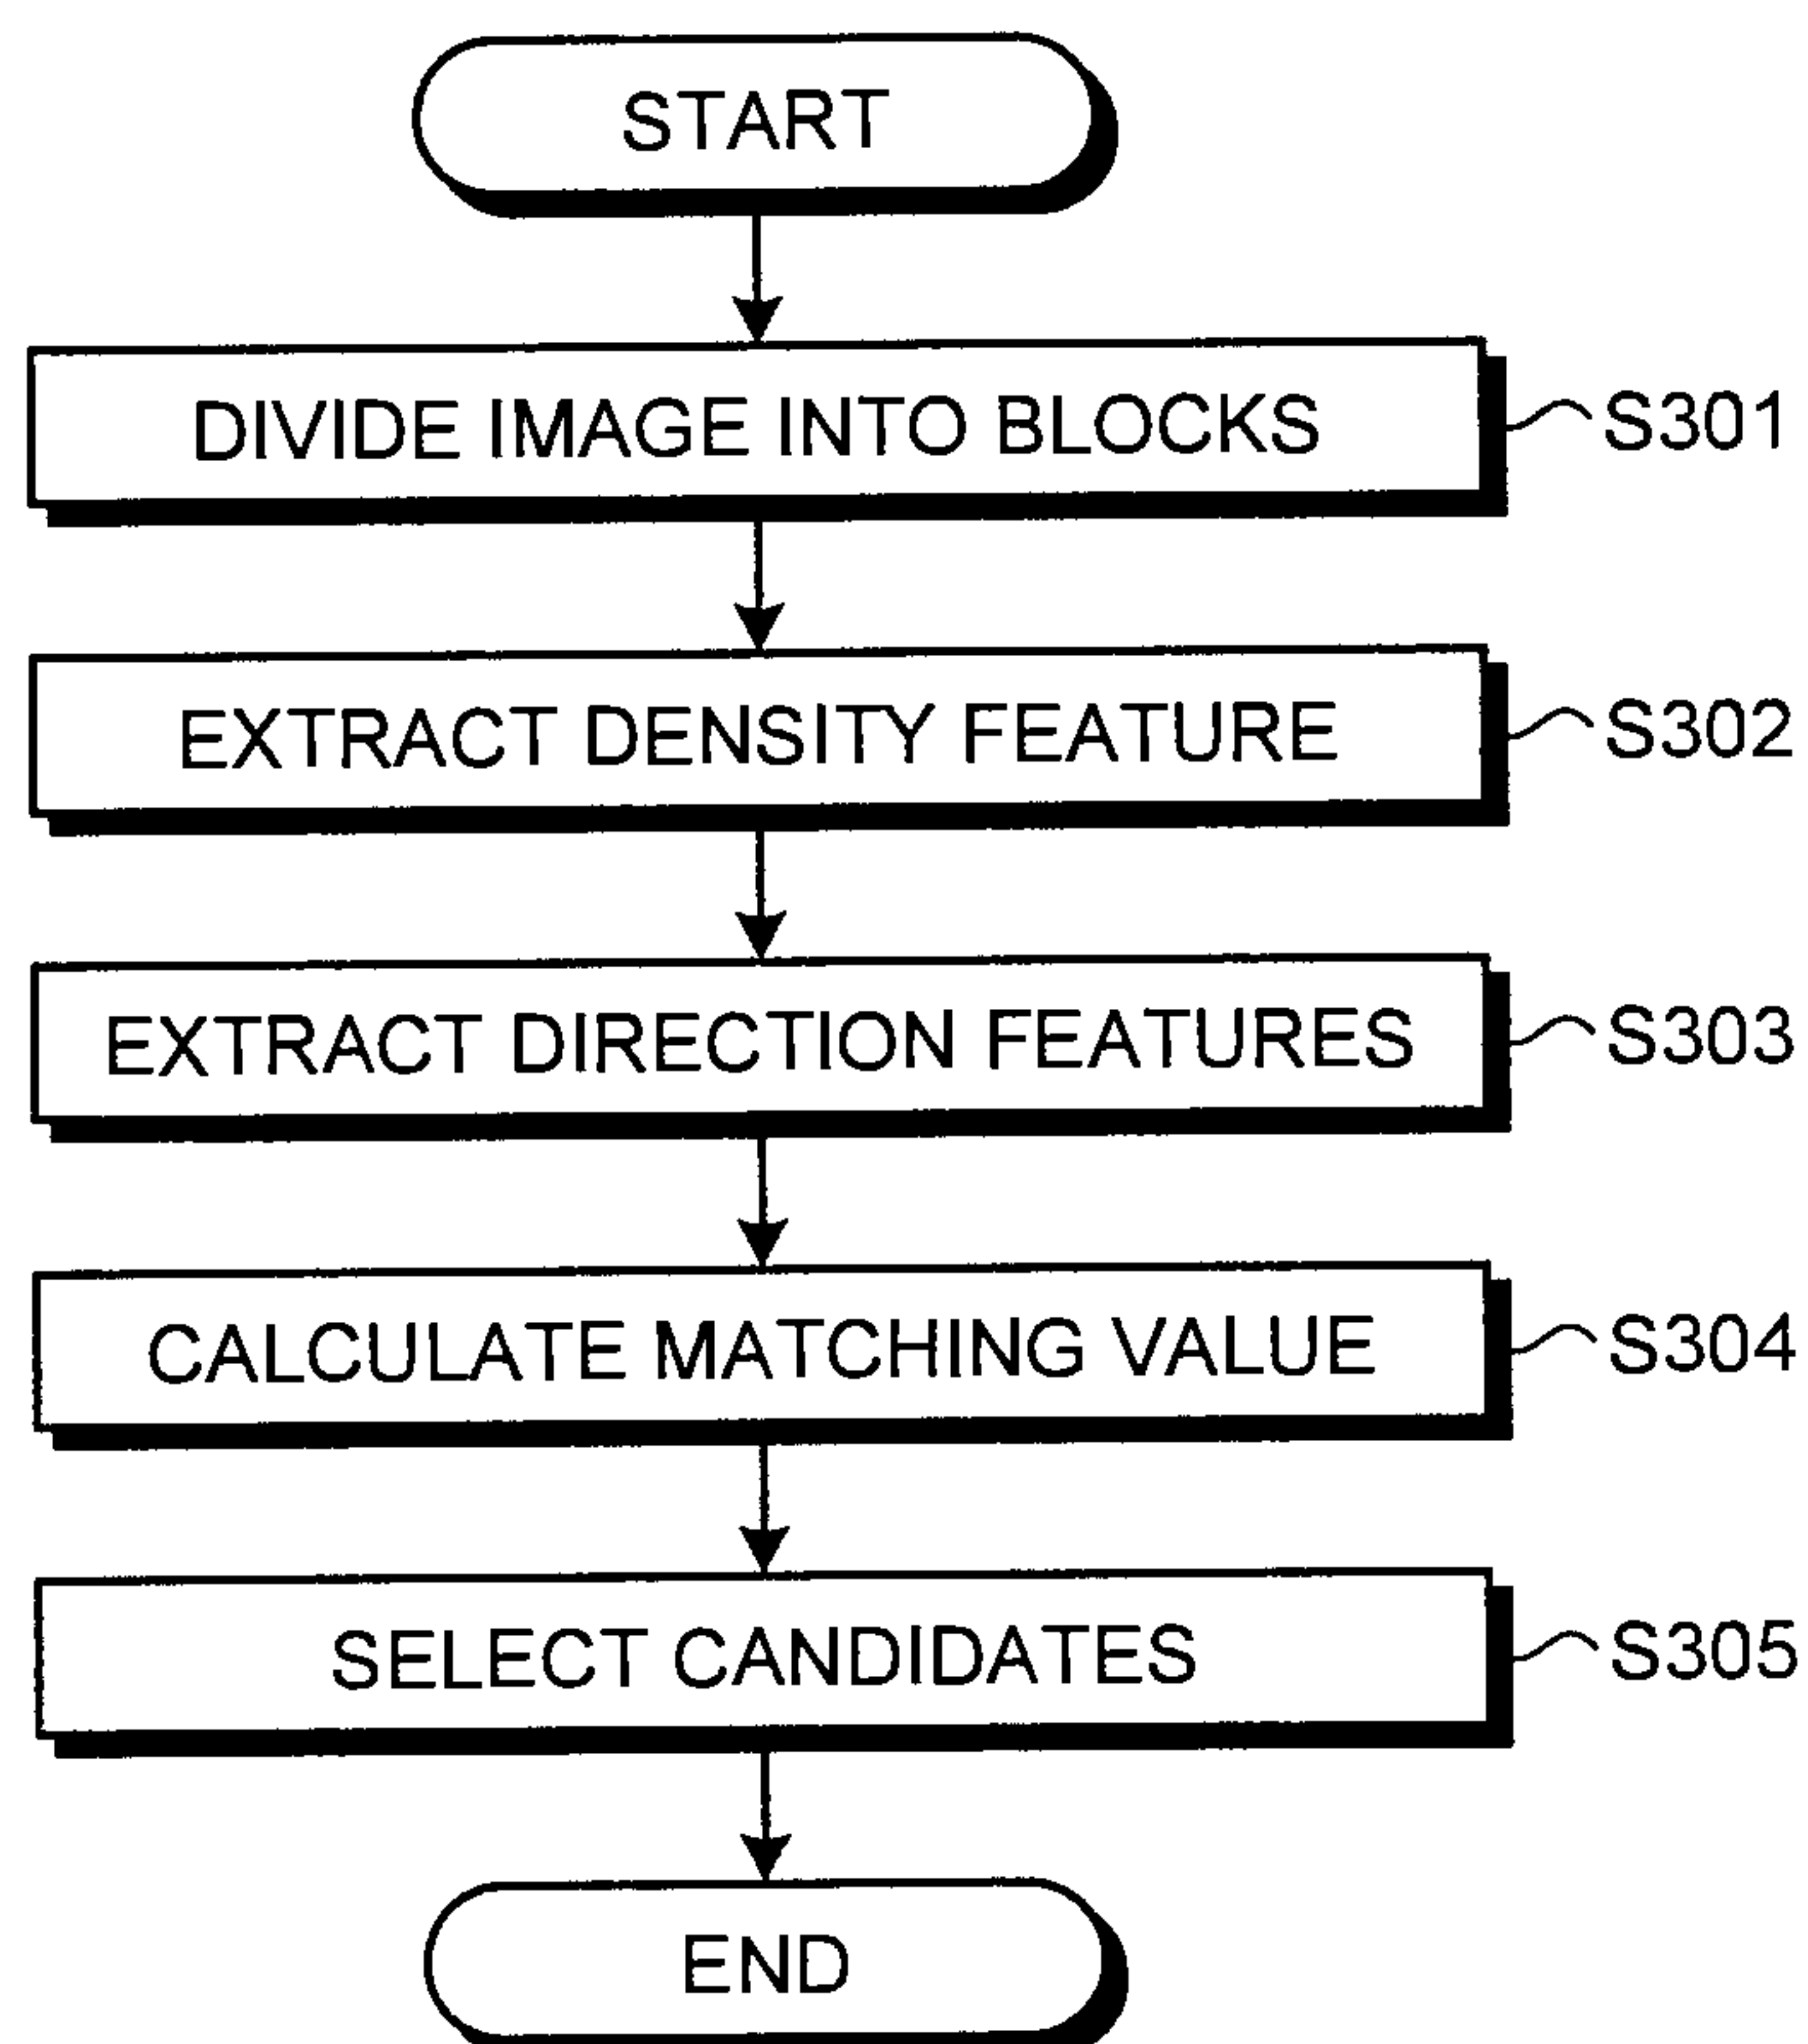 START
DIVIDE IMAGE INTO BLOCKS S301
EXTRACT DENSITY FEATURE S302
EXTRACT DIRECTION FEATURES S303
CALCULATE MATCHING VALUE S304
SELECT CANDIDATES S305
END